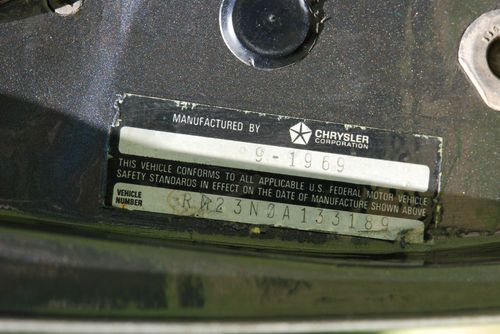 MANUFACTURED BY CHRYSLER CORPORATION
9-1969
THIS VEHICLE CONFORMS TO ALL APPLICABLE U.S. FEDERAL MOTOR VEHICLE
SAFETY STANDARDS IN EFFECT ON THE DATE OF MANUFACTURE SHOWN ABOVE
VEHICLE NUMBER